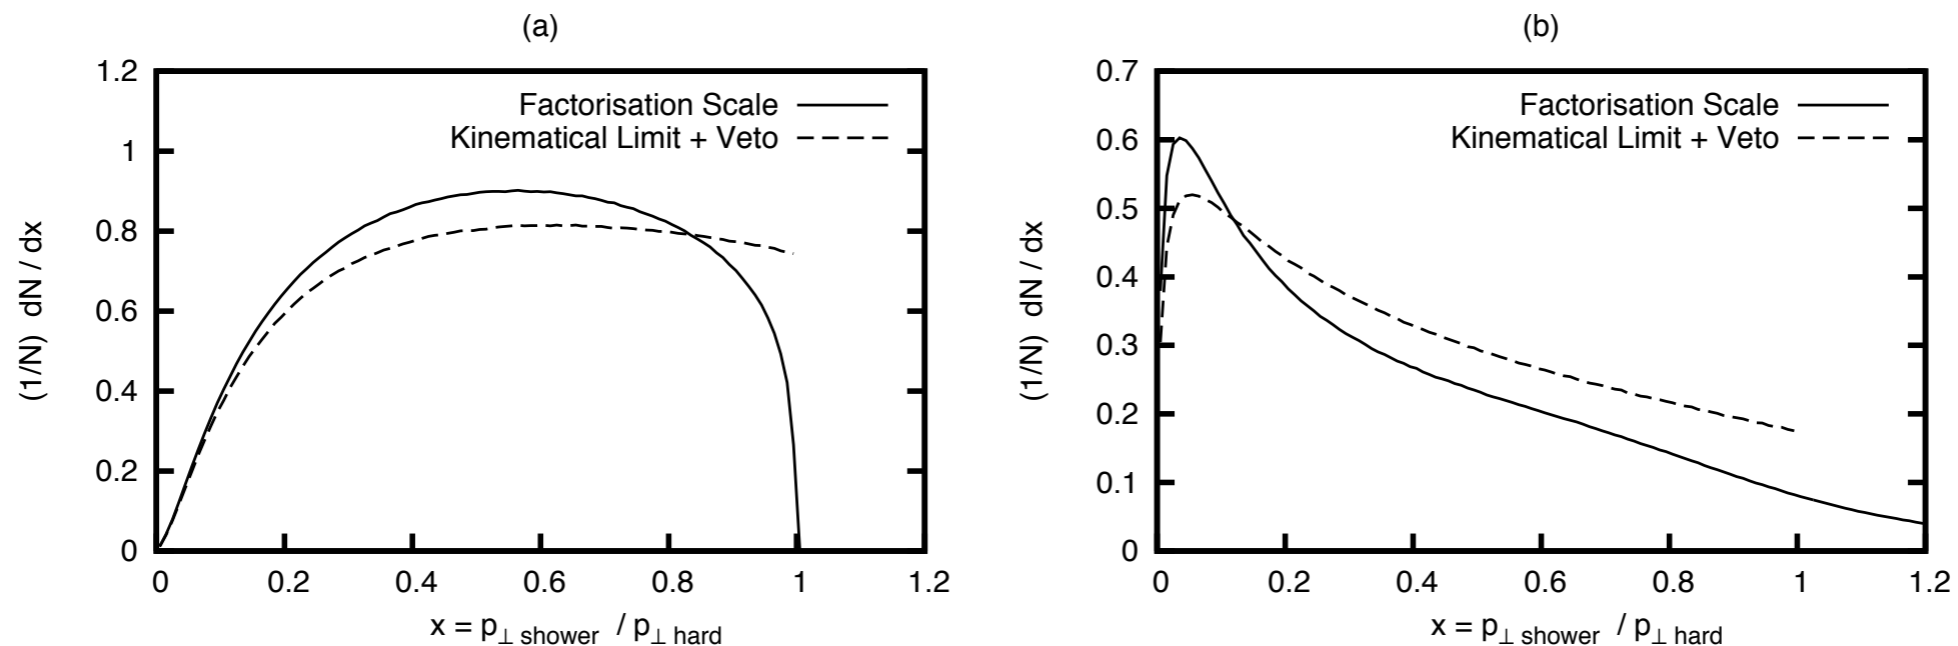 (a)
1.2
1
0.8
0.6
0.4
0.2
0
0 0.2 0.4 0.6 0.8 1 1.2
(1/N) dN / dx
Factorisation Scale
Kinematical Limit + Veto
x = p⊥ shower / p⊥ hard
(b)
0.7
0.6
0.5
0.4
0.3
0.2
0.1
0
0 0.2 0.4 0.6 0.8 1 1.2
(1/N) dN / dx
Factorisation Scale
Kinematical Limit + Veto
x = p⊥ shower / p⊥ hard